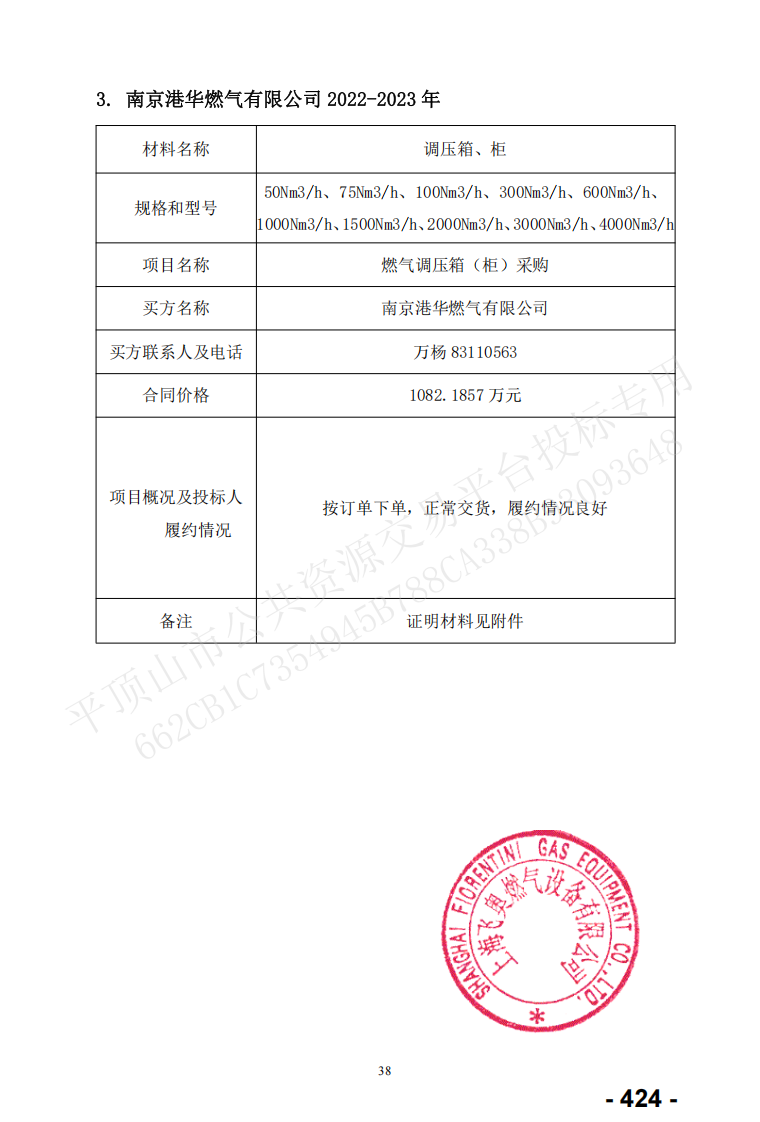 3. 南京港华燃气有限公司 2022-2023 年
材料名称
调压箱、柜
规格和型号
50Nm3/h、75Nm3/h、100Nm3/h、300Nm3/h、600Nm3/h、
1000Nm3/h、1500Nm3/h、2000Nm3/h、3000Nm3/h、4000Nm3/h
项目名称
燃气调压箱（柜）采购
买方名称
南京港华燃气有限公司
买方联系人及电话
万杨 83110563
合同价格
1082.1857 万元
项目概况及投标人
履约情况
按订单下单，正常交货，履约情况良好
备注
证明材料见附件
平顶山市公共资源交易平台投标专用
662CB1C7354945B788CA338B93093648
SHANGHAI FIORENTINI GAS EQUIPMENT CO.,LTD.
上海飞奥燃气设备有限公司
*
38
- 424 -